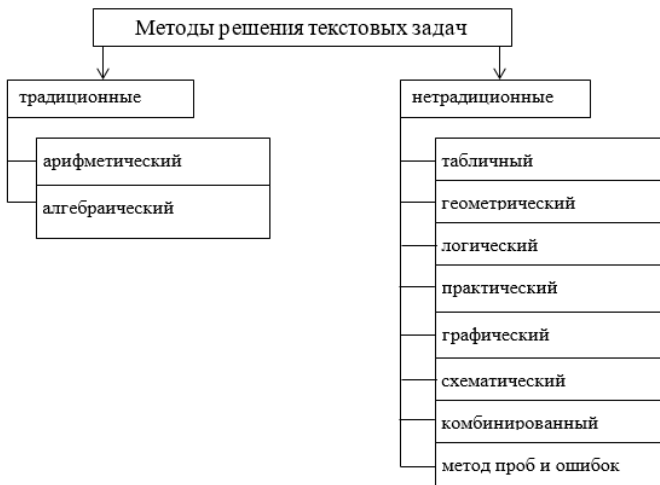 Методы решения текстовых задач
традиционные
арифметический
алгебраический
нетрадиционные
табличный
геометрический
логический
практический
графический
схематический
комбинированный
метод проб и ошибок